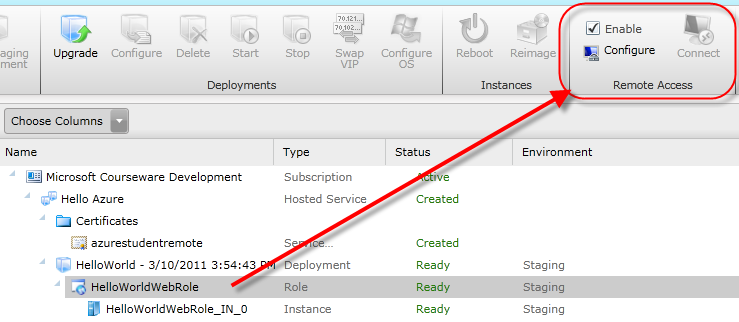 Upgrade Configure Delete Start Stop Swap VIP Configure OS Reboot Reimage Enable Configure Connect
Deployments Instances Remote Access
Choose Columns
Name Type Status Environment
Microsoft Courseware Development Subscription Active
Hello Azure Hosted Service Created
Certificates
azurestudentremote Service... Created
HelloWorld - 3/10/2011 3:54:43 PM Deployment Ready Staging
HelloWorldWebRole Role Ready Staging
HelloWorldWebRole_IN_0 Instance Ready Staging